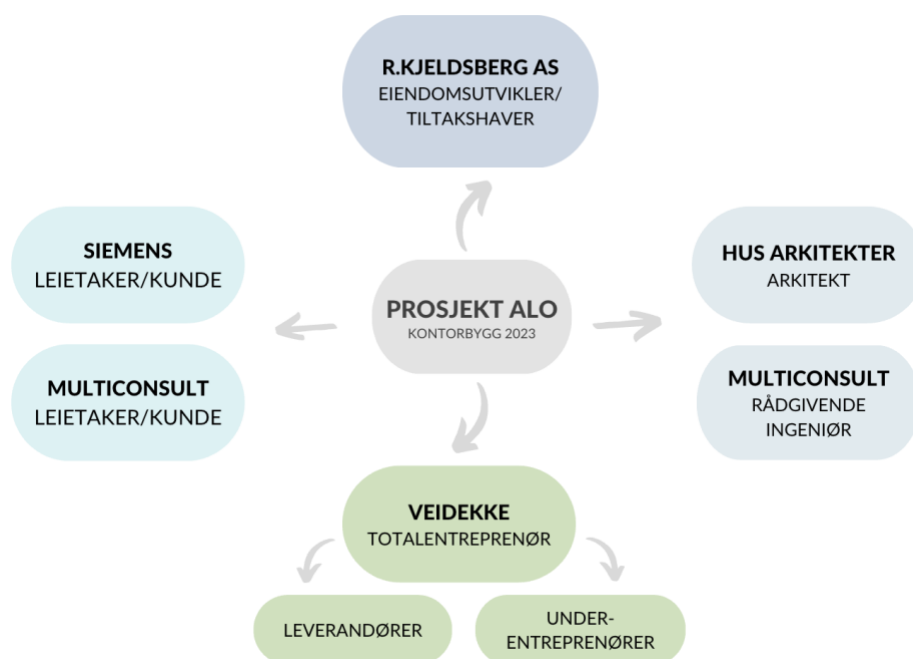 R.KJELDSBERG AS
EIENDOMSUTVIKLER/
TILTAKSHAVER
SIEMENS
LEIETAKER/KUNDE
HUS ARKITEKTER
ARKITEKT
PROSJEKT ALO
KONTORBYGG 2023
MULTICONSULT
LEIETAKER/KUNDE
MULTICONSULT
RÅDGIVENDE
INGENIØR
VEIDEKKE
TOTALENTREPRENØR
LEVERANDØRER
UNDER-
ENTREPRENØRER